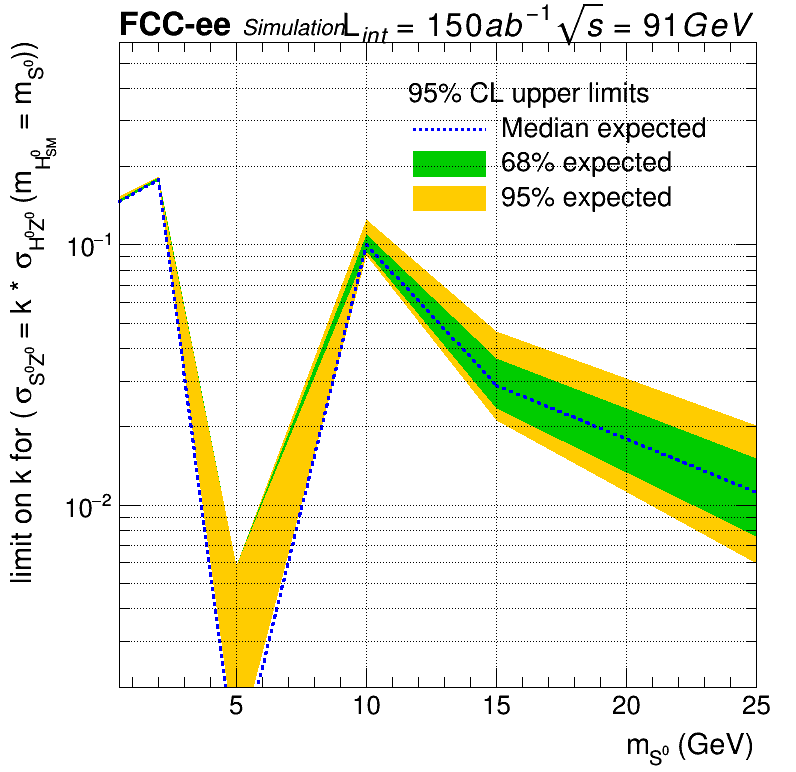 FCC-ee Simulation L_int = 150ab⁻¹ √s = 91GeV
95% CL upper limits
Median expected
68% expected
95% expected
limit on k for ( σ_S⁰Z⁰ = k * σ_H⁰Z⁰ (m_H⁰_SM = m_S⁰))
10⁻¹
10⁻²
5 10 15 20 25
m_S⁰ (GeV)